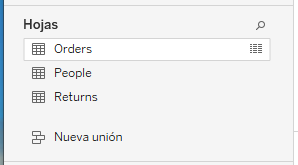 Hojas
Orders
People
Returns
Nueva unión